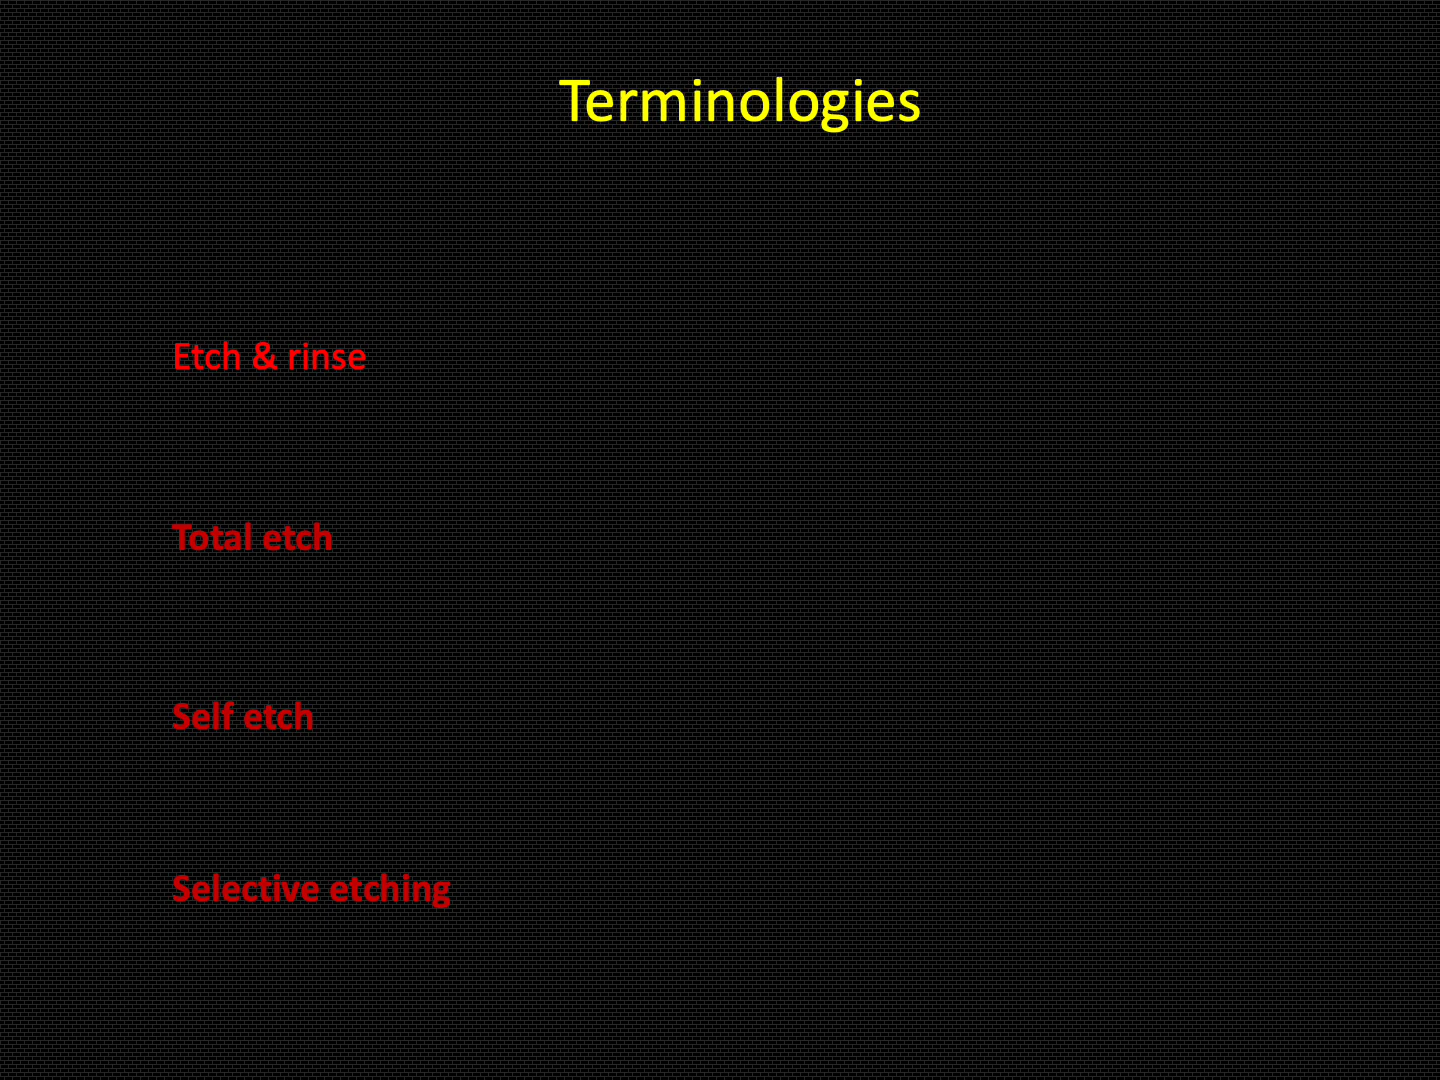 Terminologies
Etch & rinse
Total etch
Self etch
Selective etching